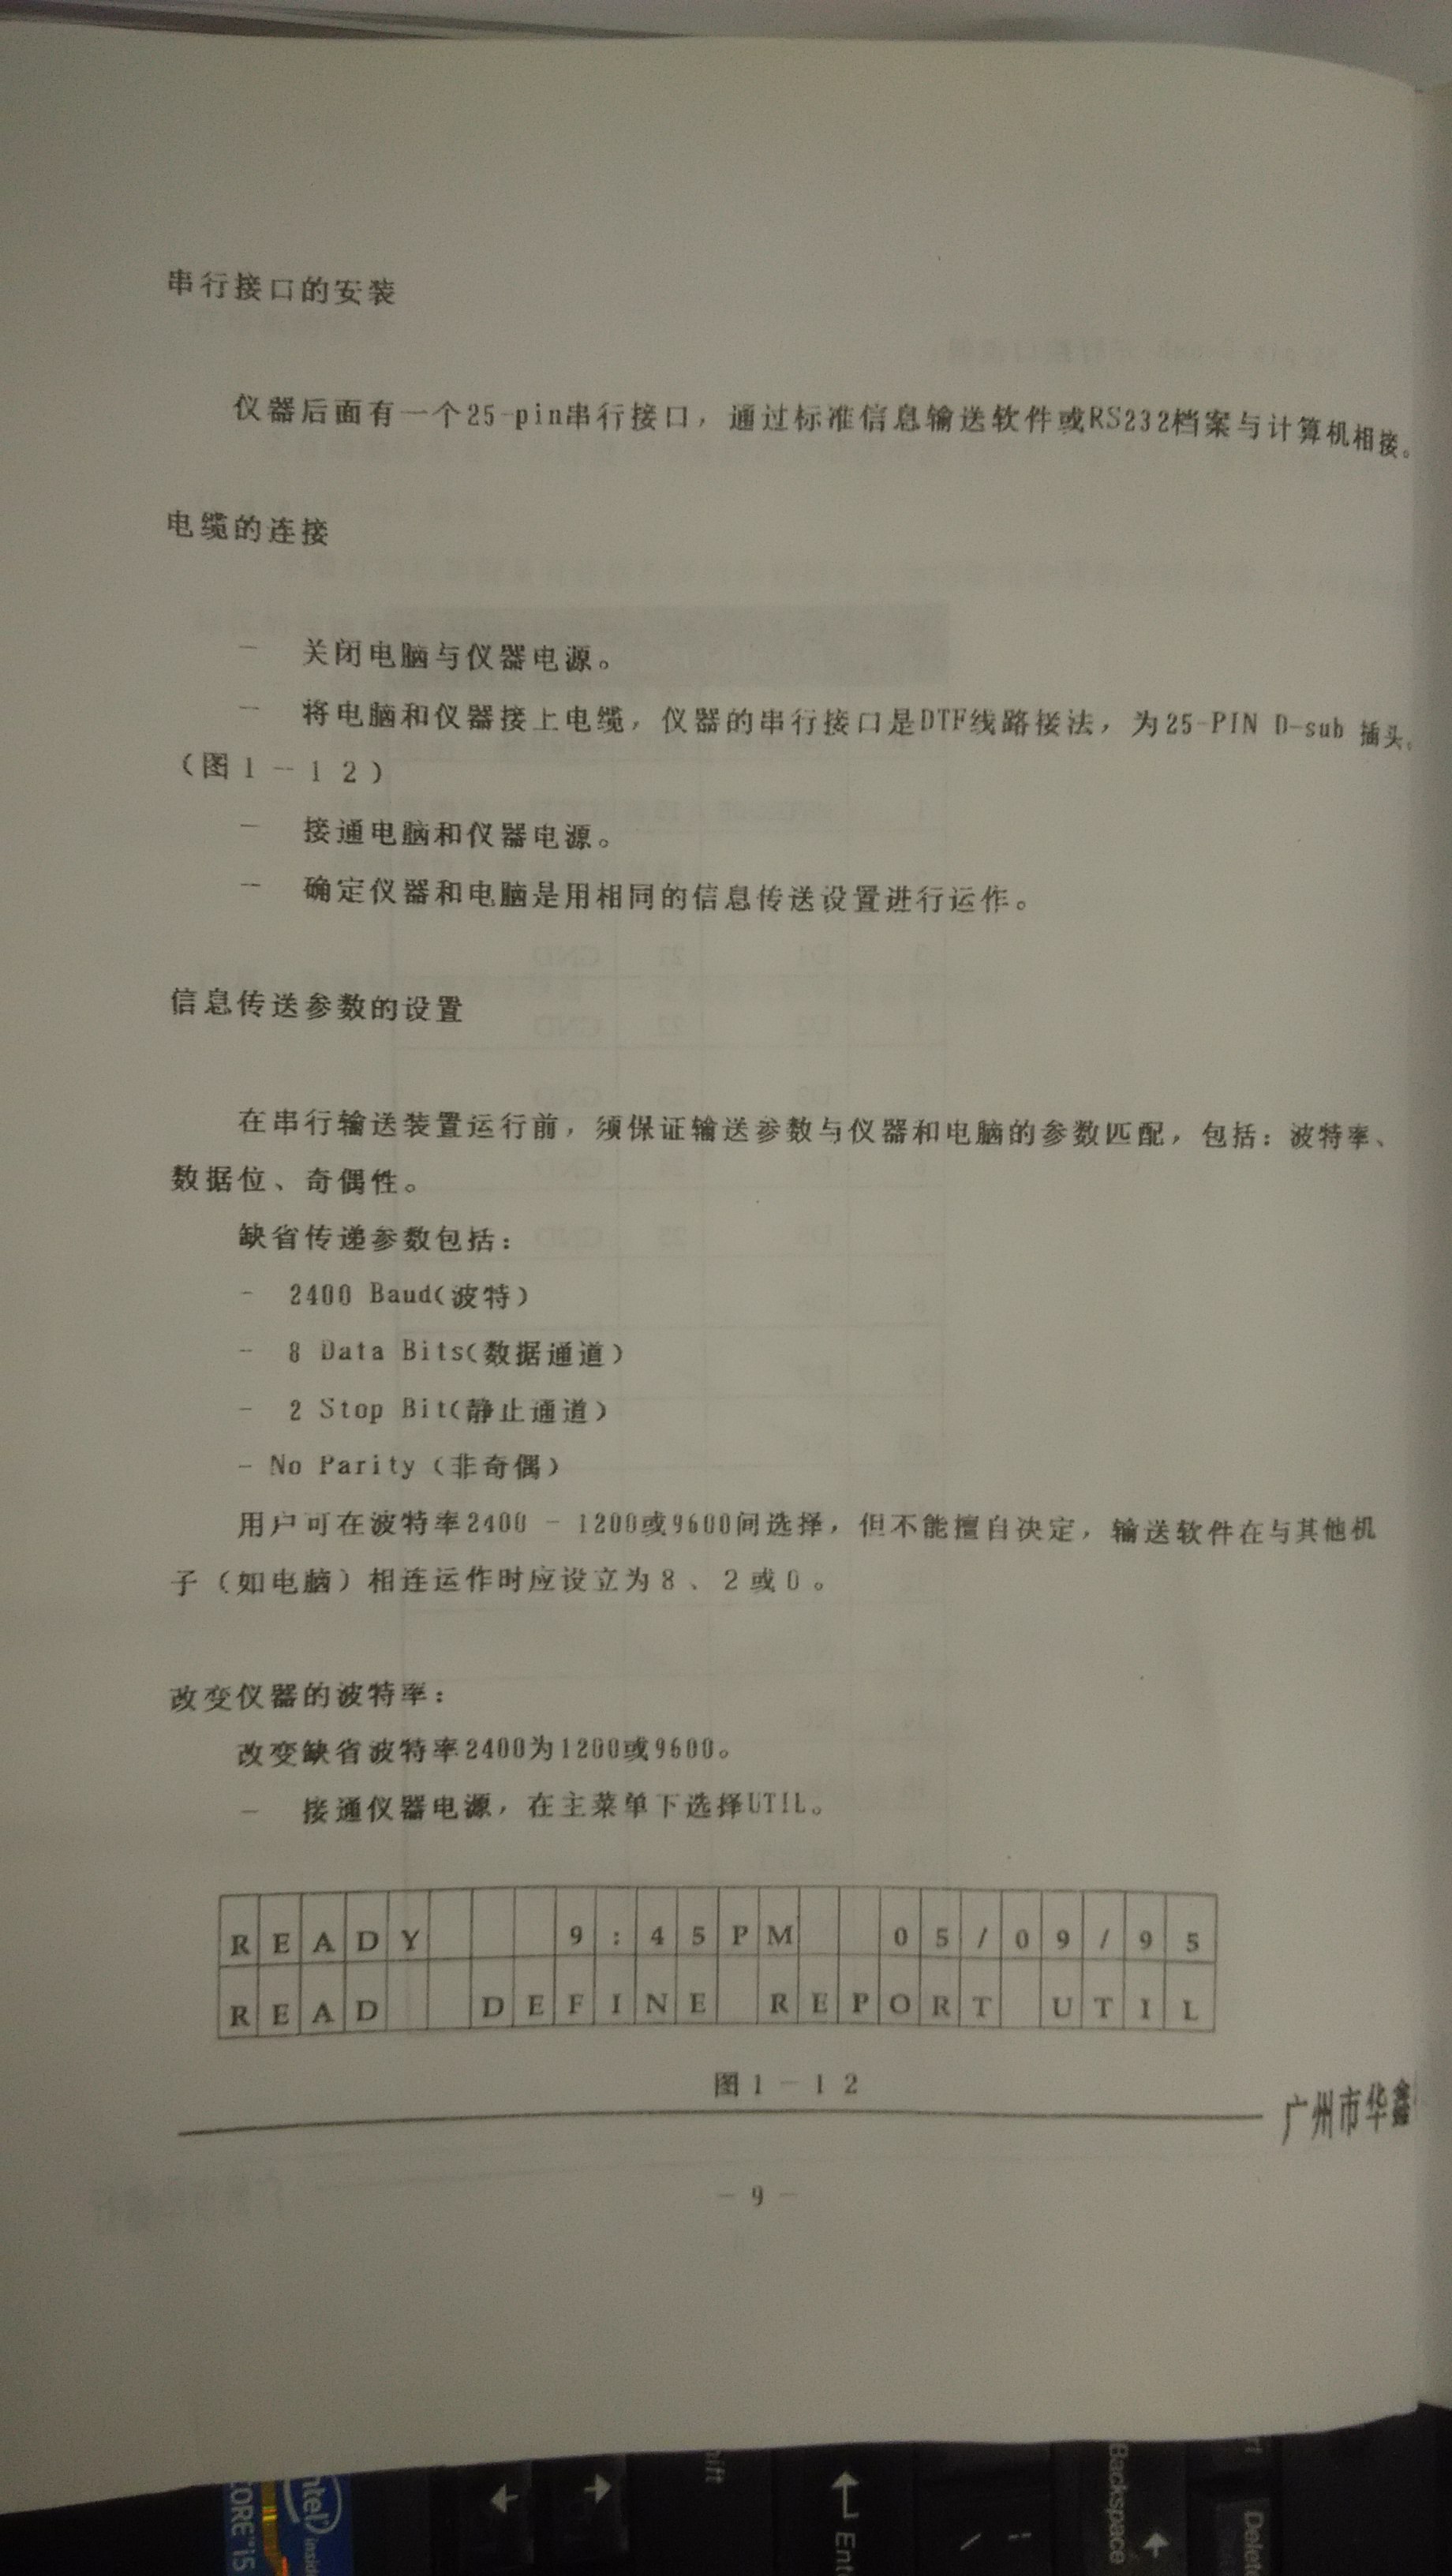 串行接口的安装
仪器后面有一个25-pin串行接口，通过标准信息输送软件或RS232档案与计算机相接。
电缆的连接
— 关闭电脑与仪器电源。
— 将电脑和仪器接上电缆，仪器的串行接口是DTF线路接法，为25-PIN D-sub 插头。
（图1－12）
— 接通电脑和仪器电源。
— 确定仪器和电脑是用相同的信息传送设置进行运作。
信息传送参数的设置
在串行输送装置运行前，须保证输送参数与仪器和电脑的参数匹配，包括：波特率、
数据位、奇偶性。
缺省传递参数包括：
- 2400 Baud(波特)
- 8 Data Bits(数据通道)
- 2 Stop Bit(静止通道)
- No Parity (非奇偶)
用户可在波特率2400 - 1200或9600间选择，但不能擅自决定，输送软件在与其他机
子（如电脑）相连运作时应设立为8、2或0。
改变仪器的波特率：
改变缺省波特率2400为1200或9600。
— 接通仪器电源，在主菜单下选择UTIL。
READY 9:45PM 05/09/95
READ DEFINE REPORT UTIL
图1－12
广州市华鑫
- 9 -
intel inside
CORE i5
Enter
Backspace
Delete